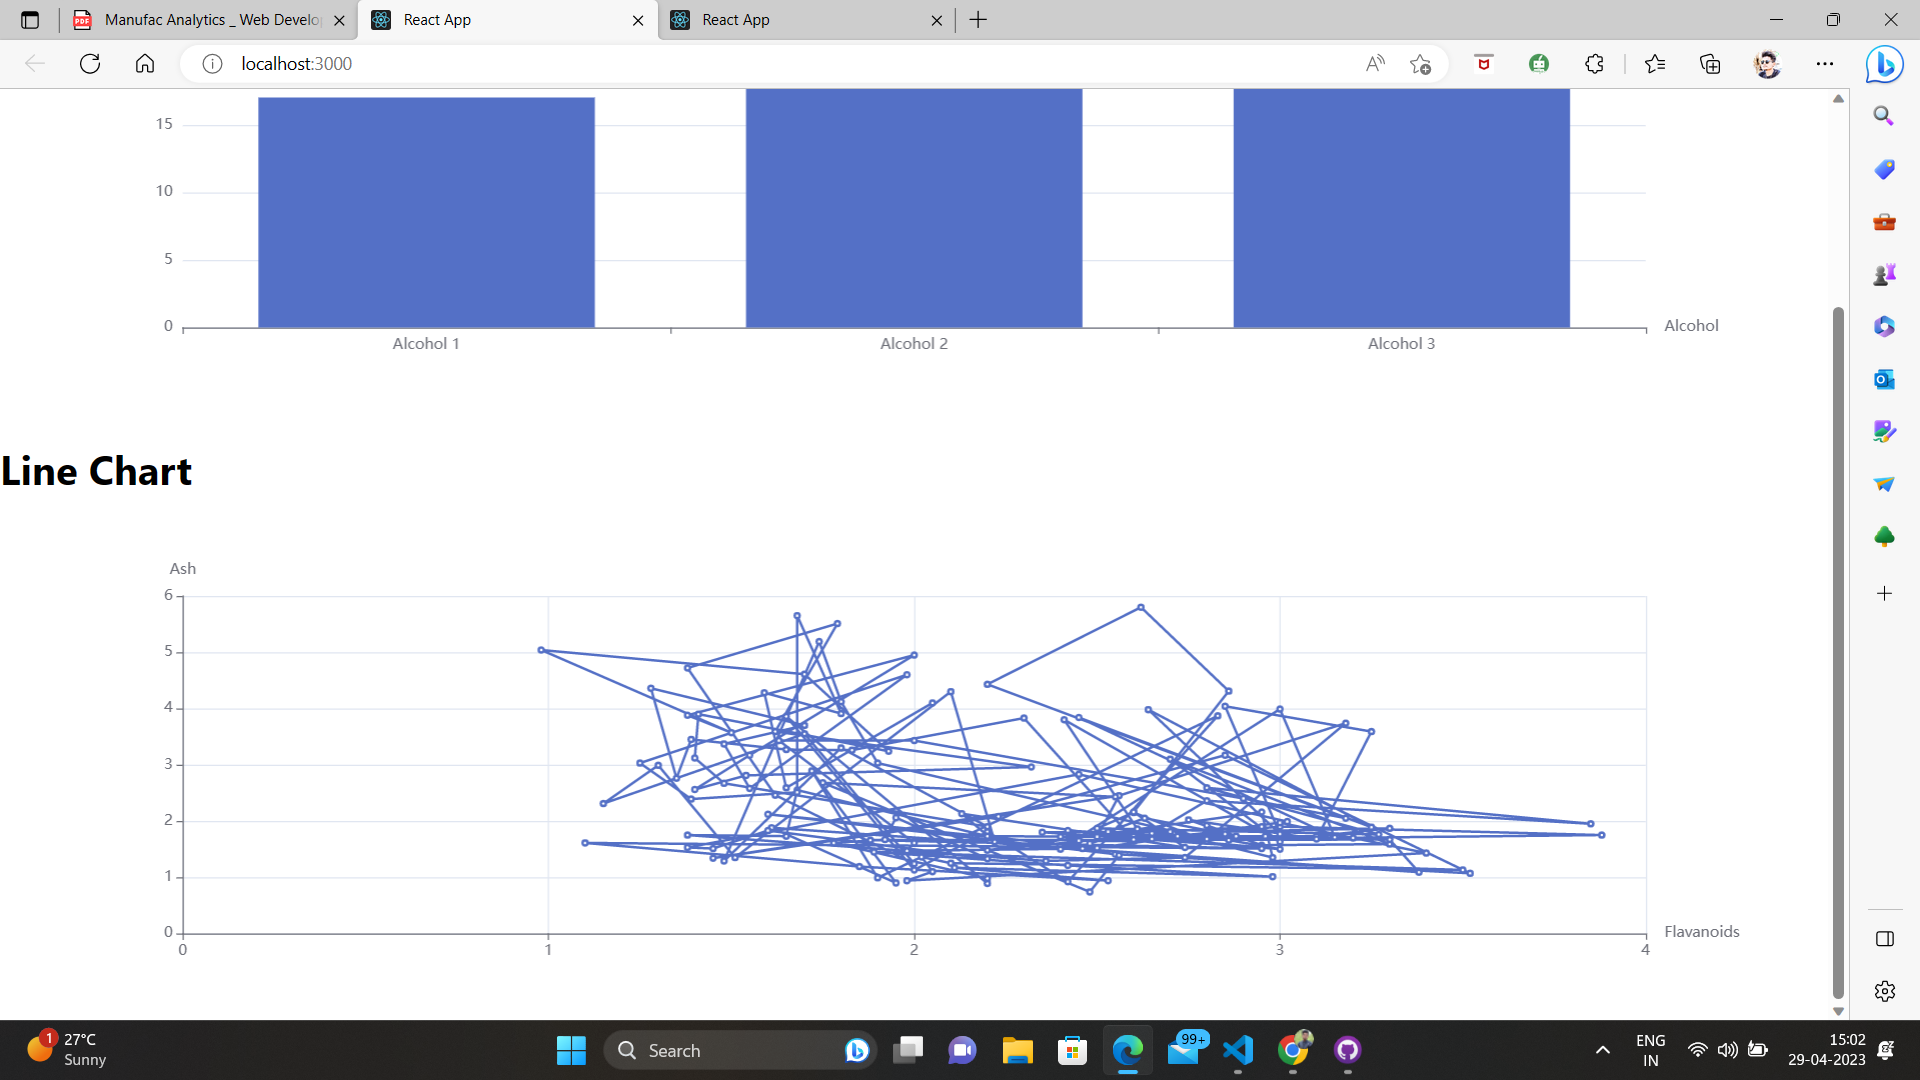 Manufac Analytics _ Web Develo
React App
React App
localhost:3000
15
10
5
0
Alcohol 1
Alcohol 2
Alcohol 3
Alcohol
Line Chart
Ash
6
5
4
3
2
1
0
0
1
2
3
4
Flavanoids
1
27°C
Sunny
Search
99+
ENG
IN
15:02
29-04-2023